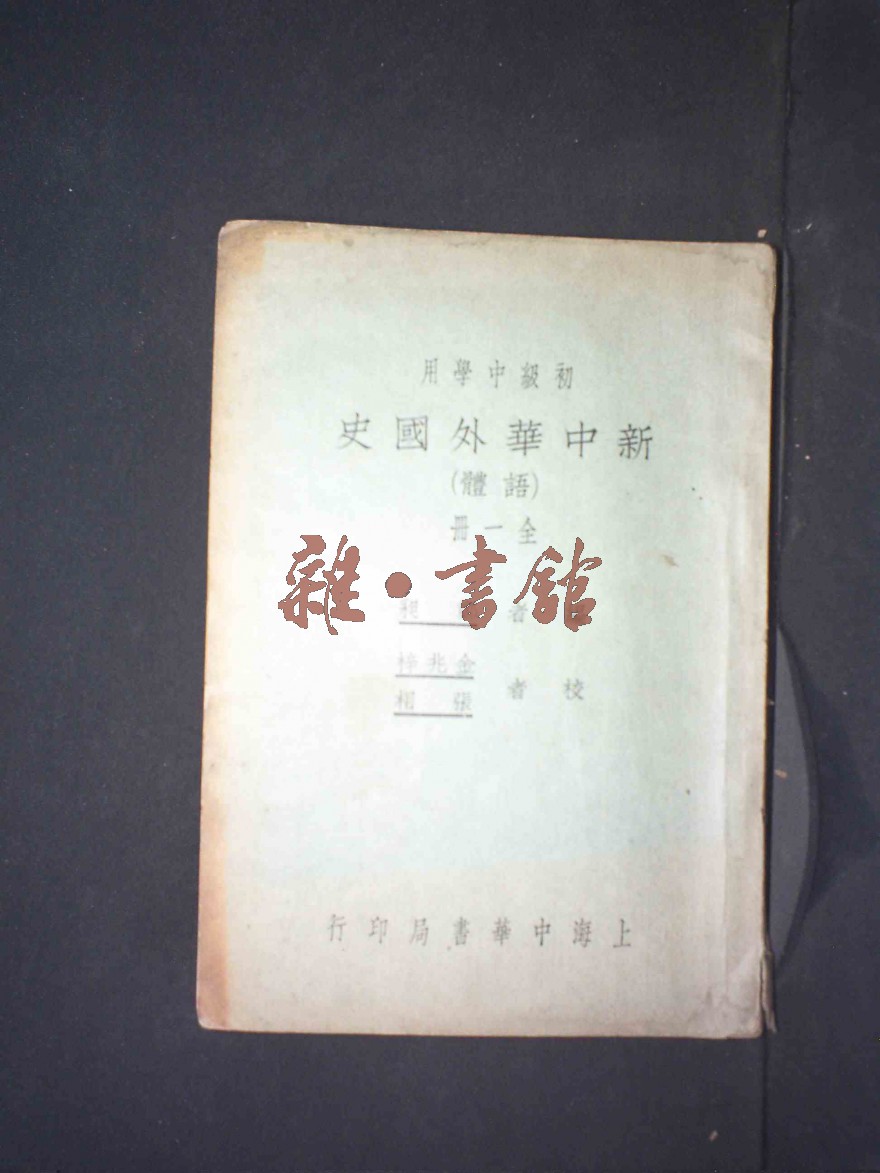 初級中學用
新中華外國史
(語體)
全一冊
雜·書館
者
校者
金兆梓
張相
上海中華書局印行